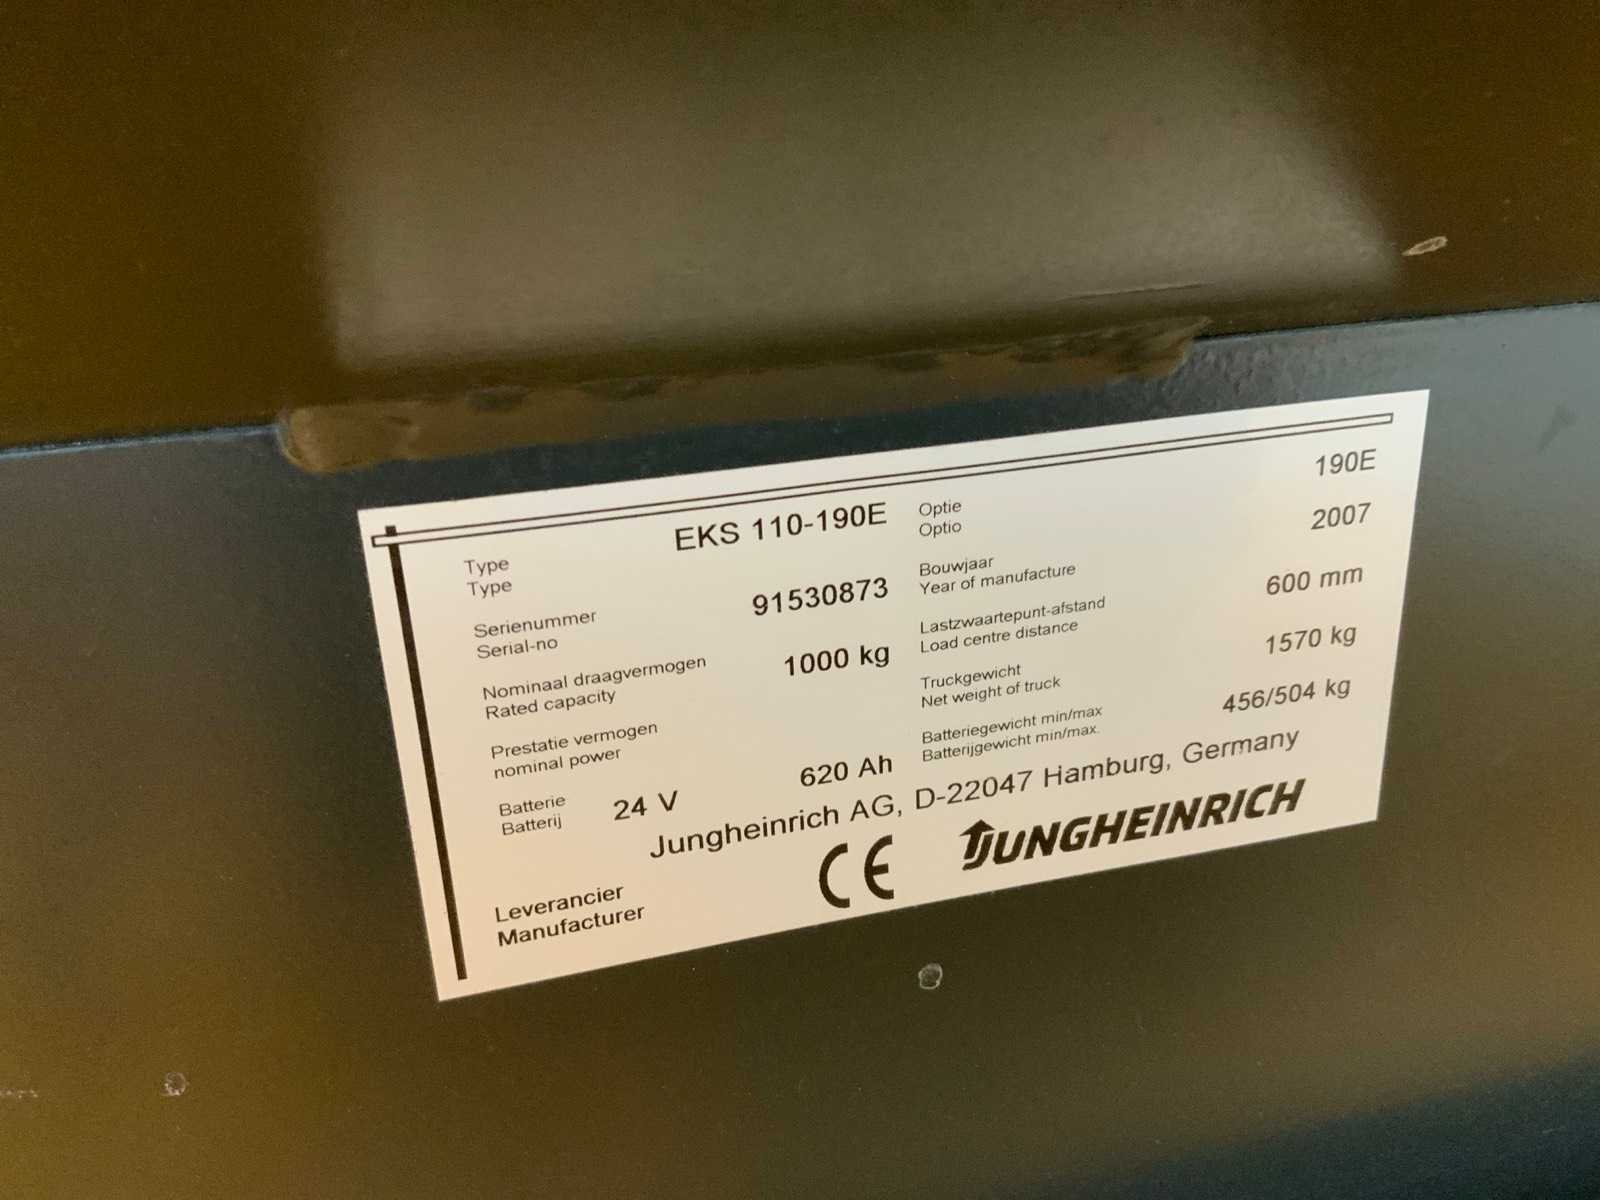 Type
Type
EKS 110-190E
Serienummer
Serial-no
91530873
Nominaal draagvermogen
Rated capacity
1000 kg
Prestatie vermogen
nominal power
Batterie
Batterij
24 V
620 Ah
Optie
Optio
190E
Bouwjaar
Year of manufacture
2007
Lastzwaartepunt-afstand
Load centre distance
600 mm
Truckgewicht
Net weight of truck
1570 kg
Batteriegewicht min/max
Batterijgewicht min/max.
456/504 kg
Jungheinrich AG, D-22047 Hamburg, Germany
Leverancier
Manufacturer
CE
JUNGHEINRICH